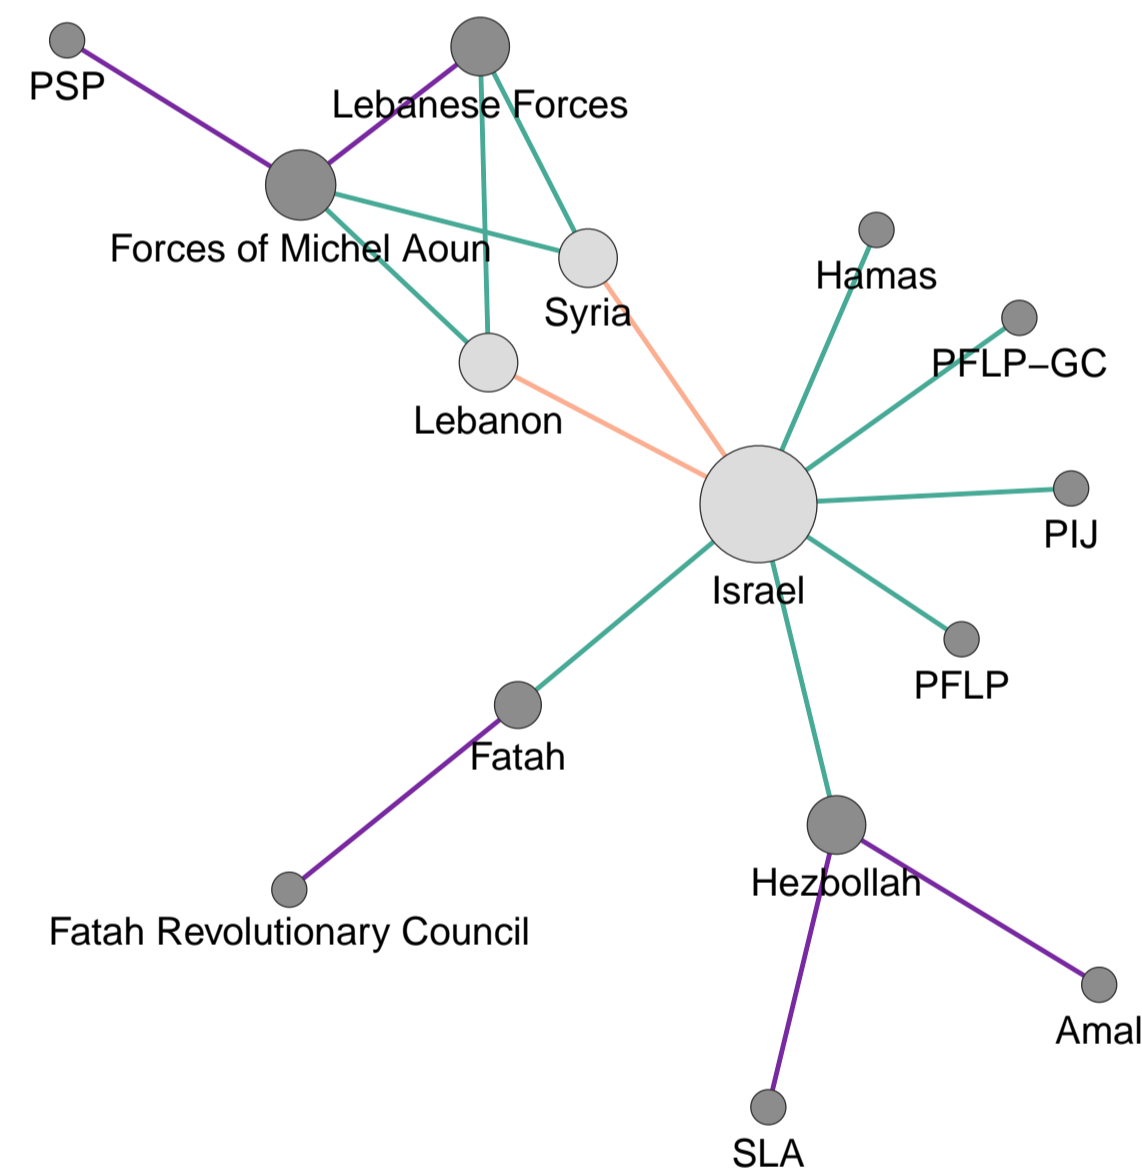 PSP
Lebanese Forces
Forces of Michel Aoun
Hamas
Syria
PFLP−GC
Lebanon
PIJ
Israel
PFLP
Fatah
Hezbollah
Fatah Revolutionary Council
Amal
SLA